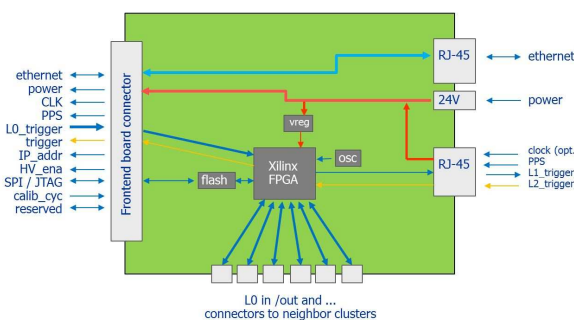 ethernet
power
CLK
PPS
L0_trigger
trigger
IP_addr
HV_ena
SPI / JTAG
calib_cyc
reserved
Frontend board connector
RJ-45
ethernet
24V
power
vreg
osc
Xilinx
FPGA
flash
RJ-45
clock (opt.
PPS
L1_trigger
L2_trigger
L0 in /out and ...
connectors to neighbor clusters